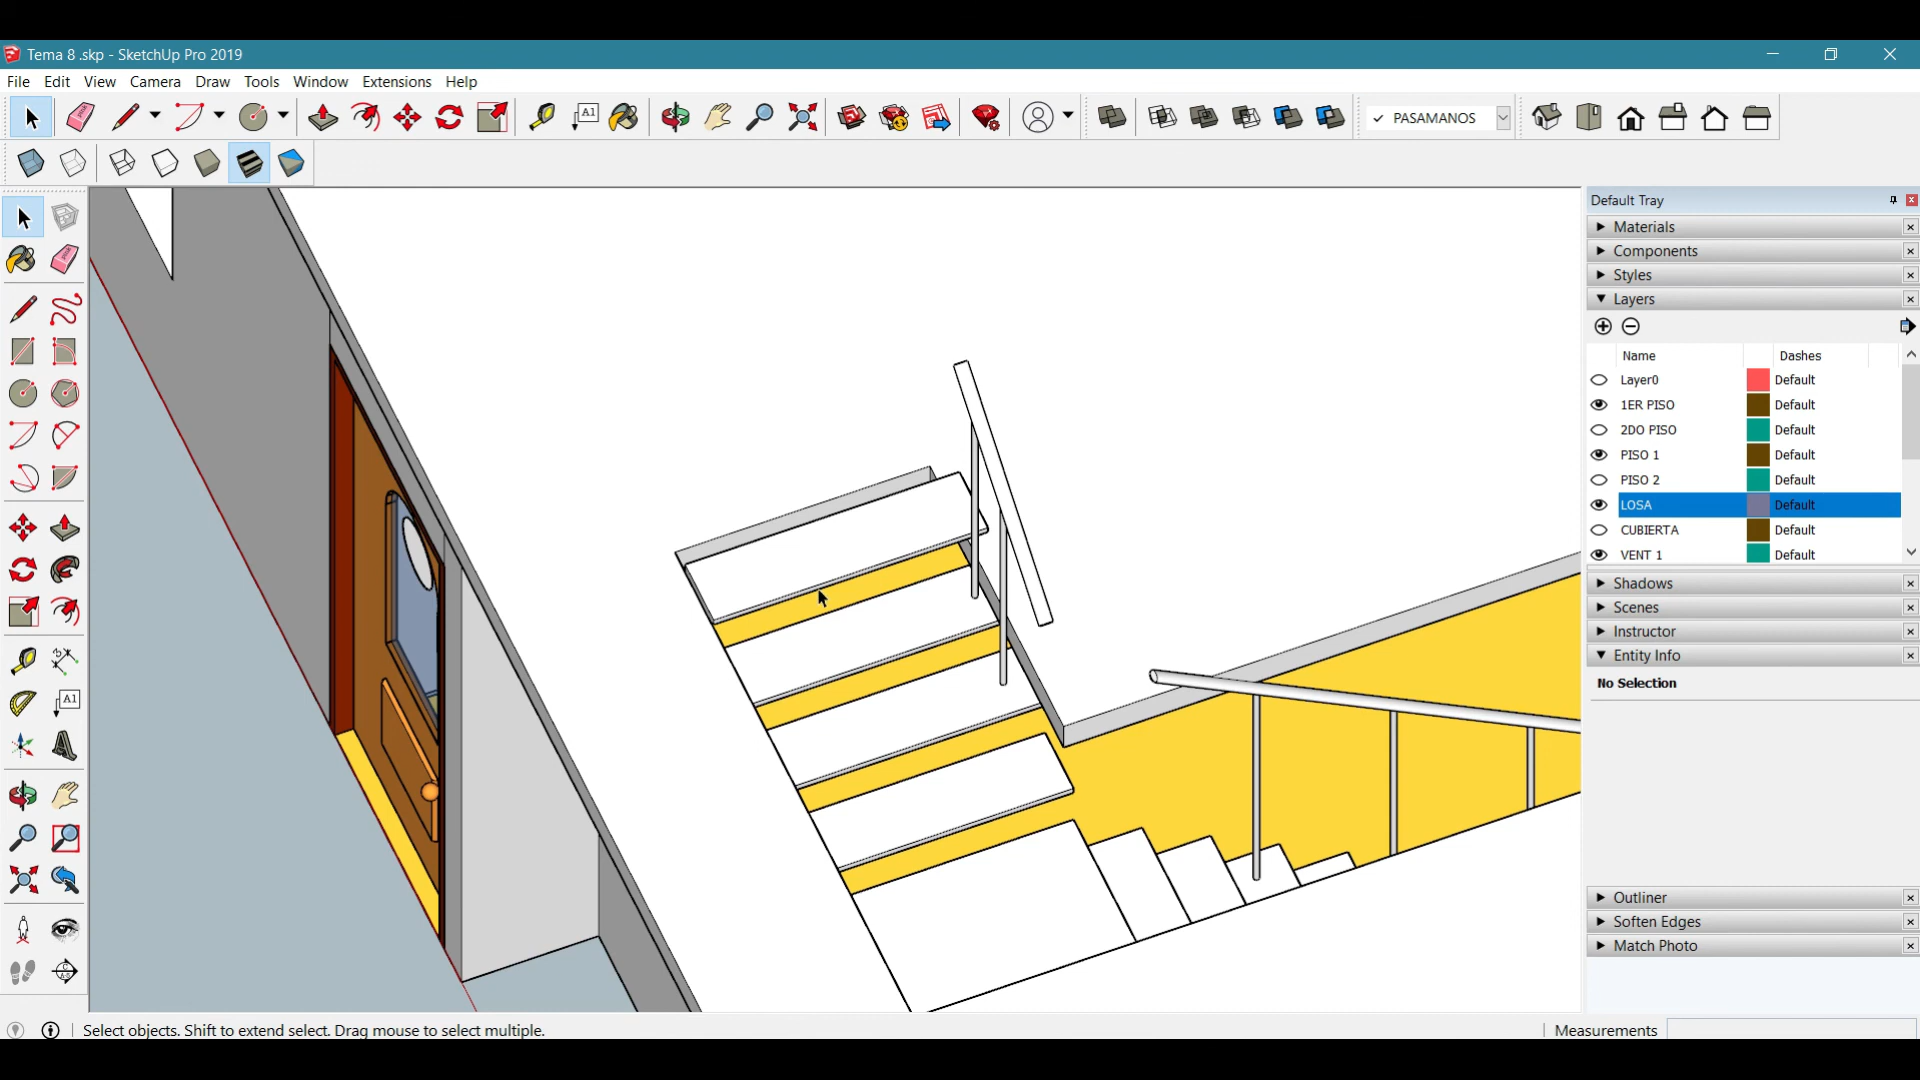 Tema 8 .skp - SketchUp Pro 2019
File Edit View Camera Draw Tools Window Extensions Help
A1
✓ PASAMANOS
Default Tray
Materials
Components
Styles
Layers
Name Dashes
Layer0 Default
1ER PISO Default
2DO PISO Default
PISO 1 Default
PISO 2 Default
LOSA Default
CUBIERTA Default
VENT 1 Default
Shadows
Scenes
Instructor
Entity Info
No Selection
A1
Outliner
Soften Edges
Match Photo
Select objects. Shift to extend select. Drag mouse to select multiple.
Measurements